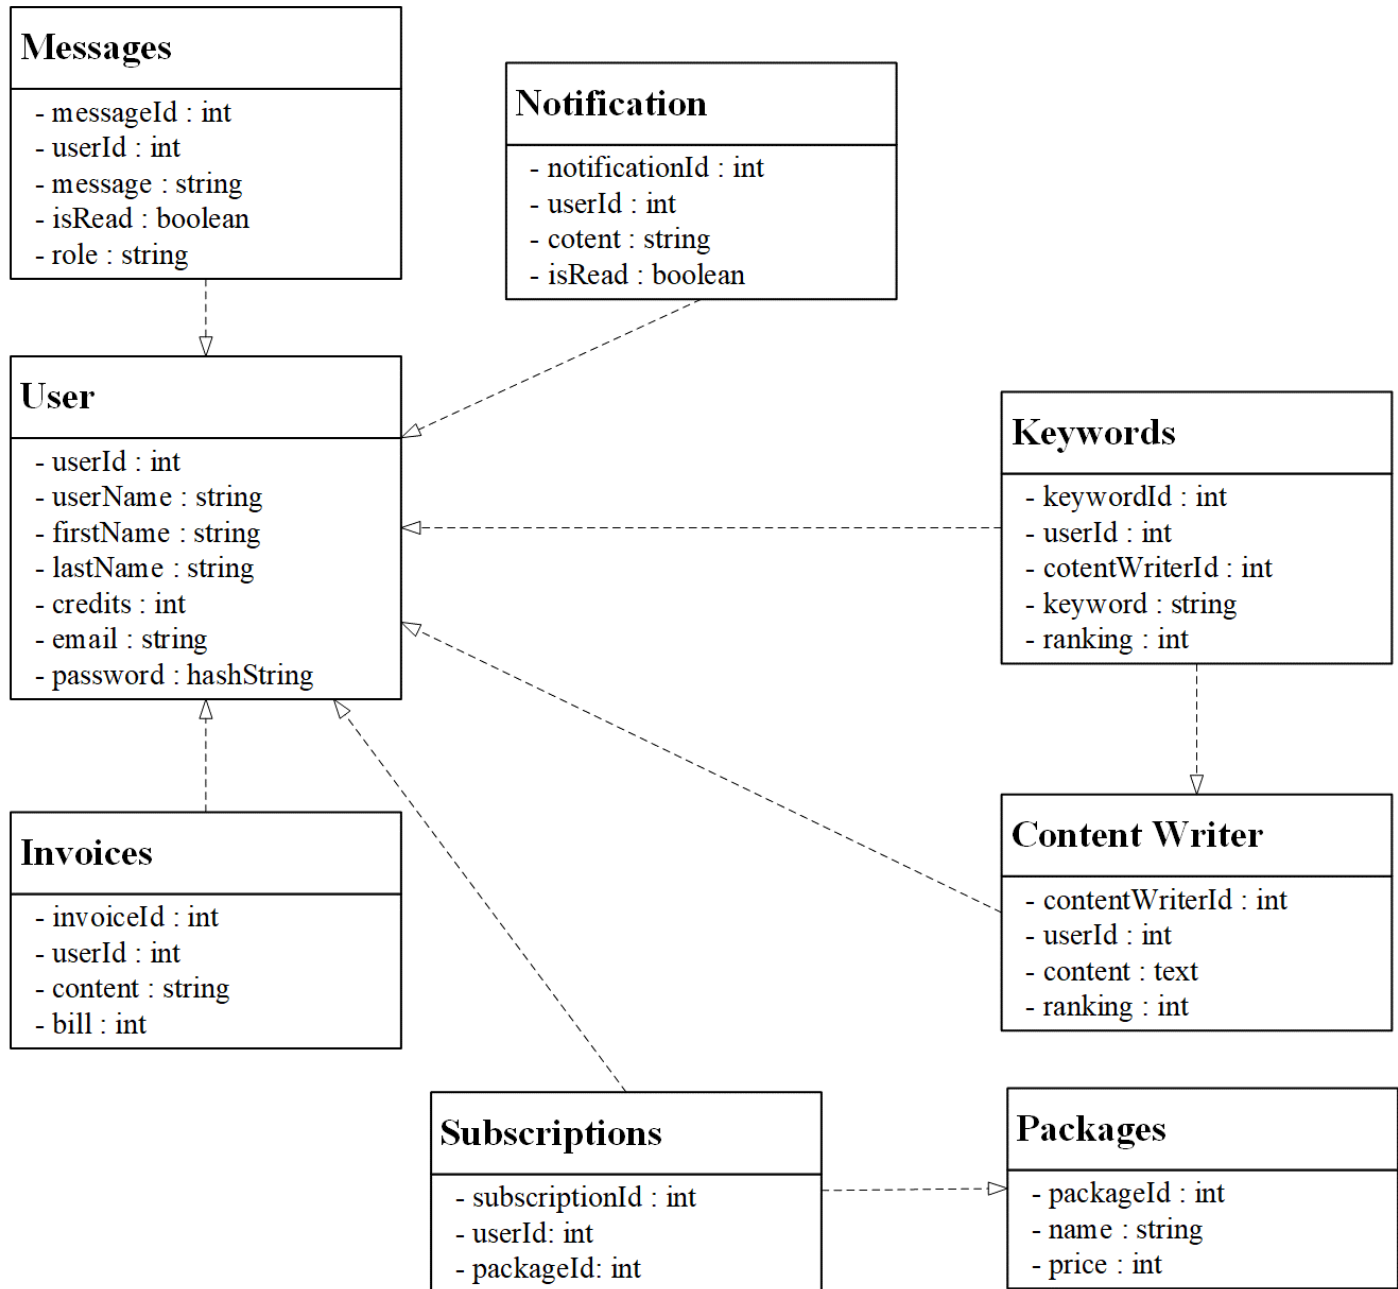 Messages
- messageId : int
- userId : int
- message : string
- isRead : boolean
- role : string
Notification
- notificationId : int
- userId : int
- cotent : string
- isRead : boolean
User
- userId : int
- userName : string
- firstName : string
- lastName : string
- credits : int
- email : string
- password : hashString
Keywords
- keywordId : int
- userId : int
- cotentWriterId : int
- keyword : string
- ranking : int
Invoices
- invoiceId : int
- userId : int
- content : string
- bill : int
Content Writer
- contentWriterId : int
- userId : int
- content : text
- ranking : int
Subscriptions
- subscriptionId : int
- userId: int
- packageId: int
Packages
- packageId : int
- name : string
- price : int